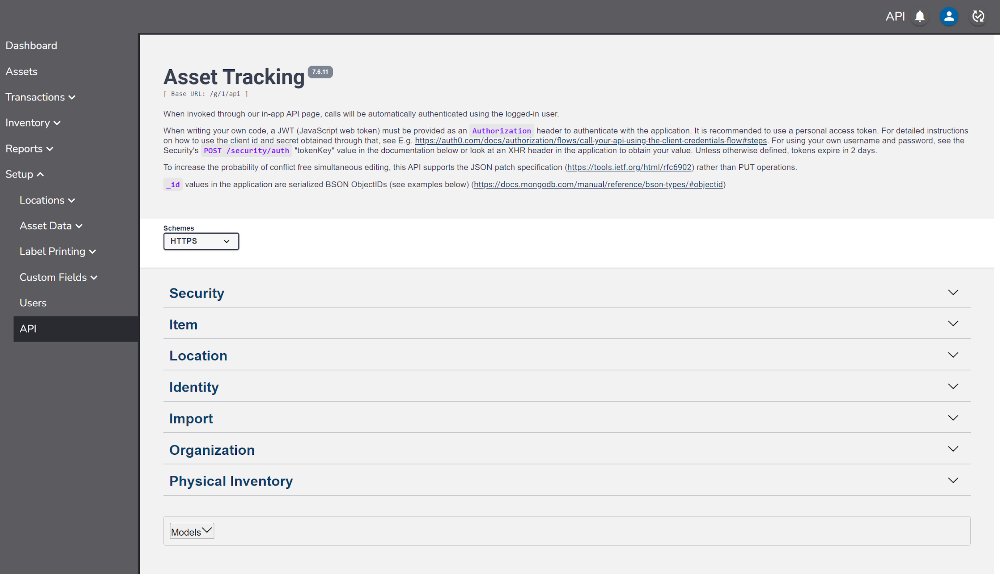 API
Dashboard
Assets
Transactions
Inventory
Reports
Setup
Locations
Asset Data
Label Printing
Custom Fields
Users
API
Asset Tracking 7.6.11
[ Base URL: /g/1/api ]
When invoked through our in-app API page, calls will be automatically authenticated using the logged-in user.
When writing your own code, a JWT (JavaScript web token) must be provided as an Authorization header to authenticate with the application. It is recommended to use a personal access token. For detailed instructions
on how to use the client id and secret obtained through that, see E.g. https://auth0.com/docs/authorization/flows/call-your-api-using-the-client-credentials-flow#steps. For using your own username and password, see the
Security's POST /security/auth "tokenKey" value in the documentation below or look at an XHR header in the application to obtain your value. Unless otherwise defined, tokens expire in 2 days.
To increase the probability of conflict free simultaneous editing, this API supports the JSON patch specification (https://tools.ietf.org/html/rfc6902) rather than PUT operations.
_id values in the application are serialized BSON ObjectIDs (see examples below) (https://docs.mongodb.com/manual/reference/bson-types/#objectid)
Schemes
HTTPS
Security
Item
Location
Identity
Import
Organization
Physical Inventory
Models